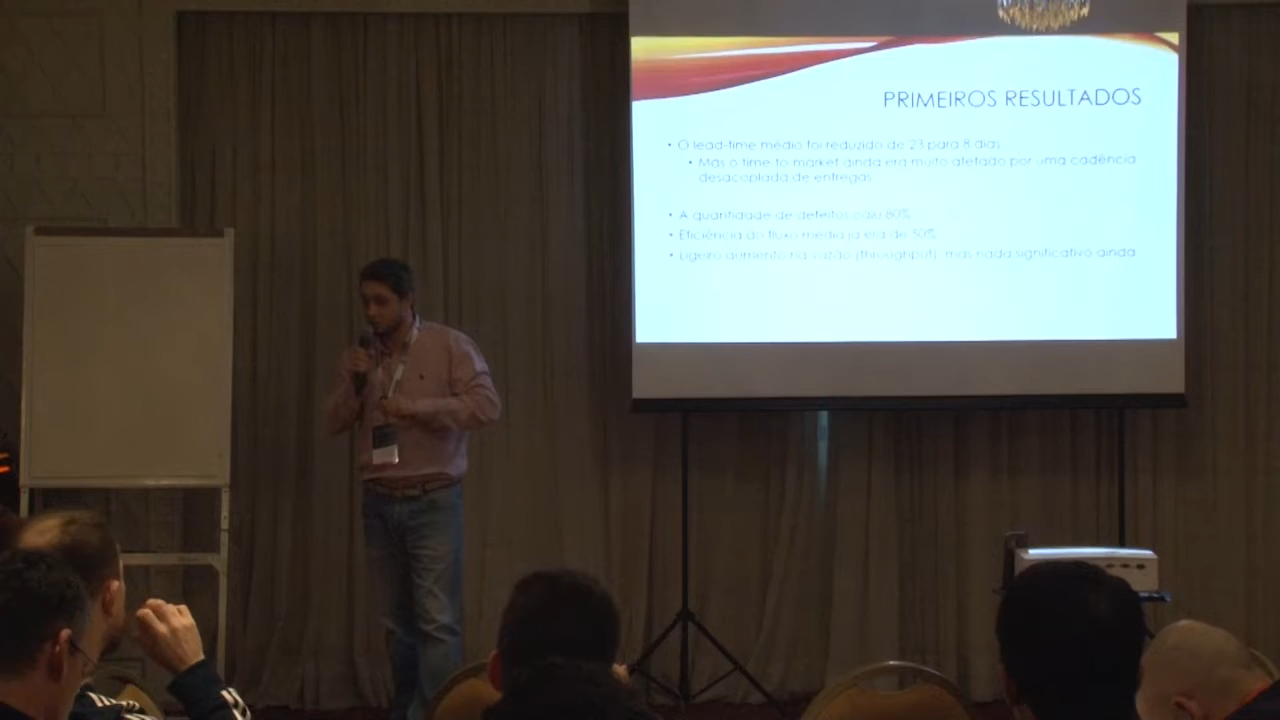 PRIMEIROS RESULTADOS
• O lead-time médio foi reduzido de 23 para 8 dias
• Mas o time to market ainda era muito afetado por uma cadência
desacoplada de entregas
• A quantidade de defeitos caiu 80%
• Eficiência do fluxo média já era de 50%
• Ligeiro aumento na vazão (throughput), mas nada significativo ainda